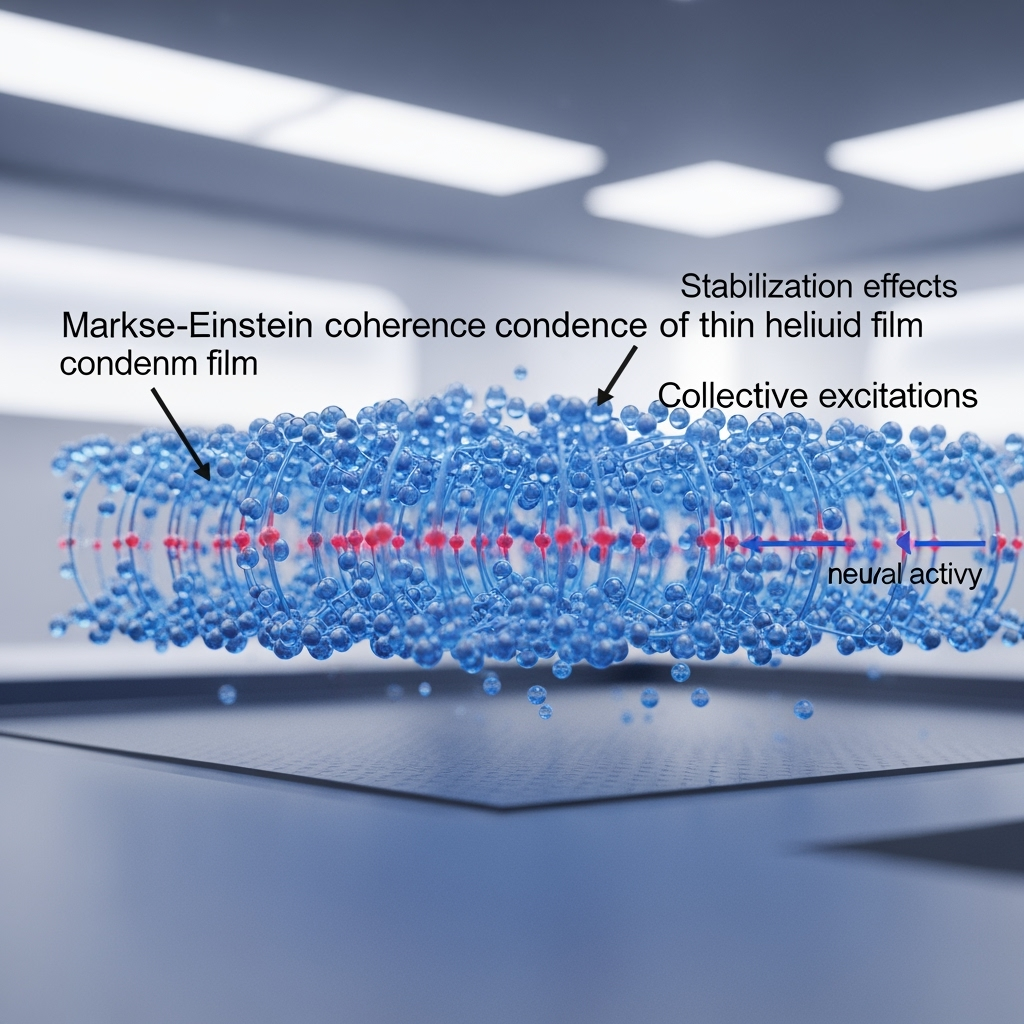 Stabilization effects
Markse-Einstein coherence condence of thin heliuid film
condenm film
Collective excitations
neural activy